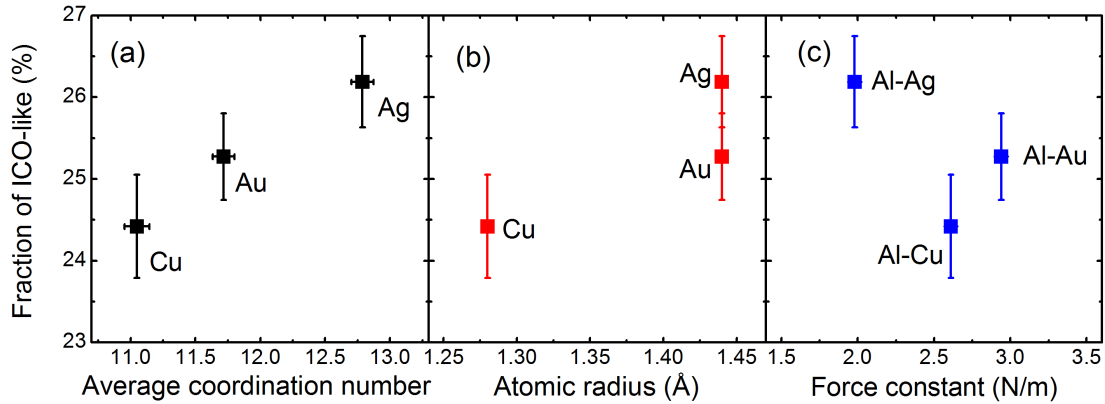 Fraction of ICO-like (%)
27
26
25
24
23
(a)
Ag
Au
Cu
11.0 11.5 12.0 12.5 13.0
Average coordination number
(b)
Ag
Au
Cu
1.25 1.30 1.35 1.40 1.45
Atomic radius (Å)
(c)
Al-Ag
Al-Au
Al-Cu
1.5 2.0 2.5 3.0 3.5
Force constant (N/m)